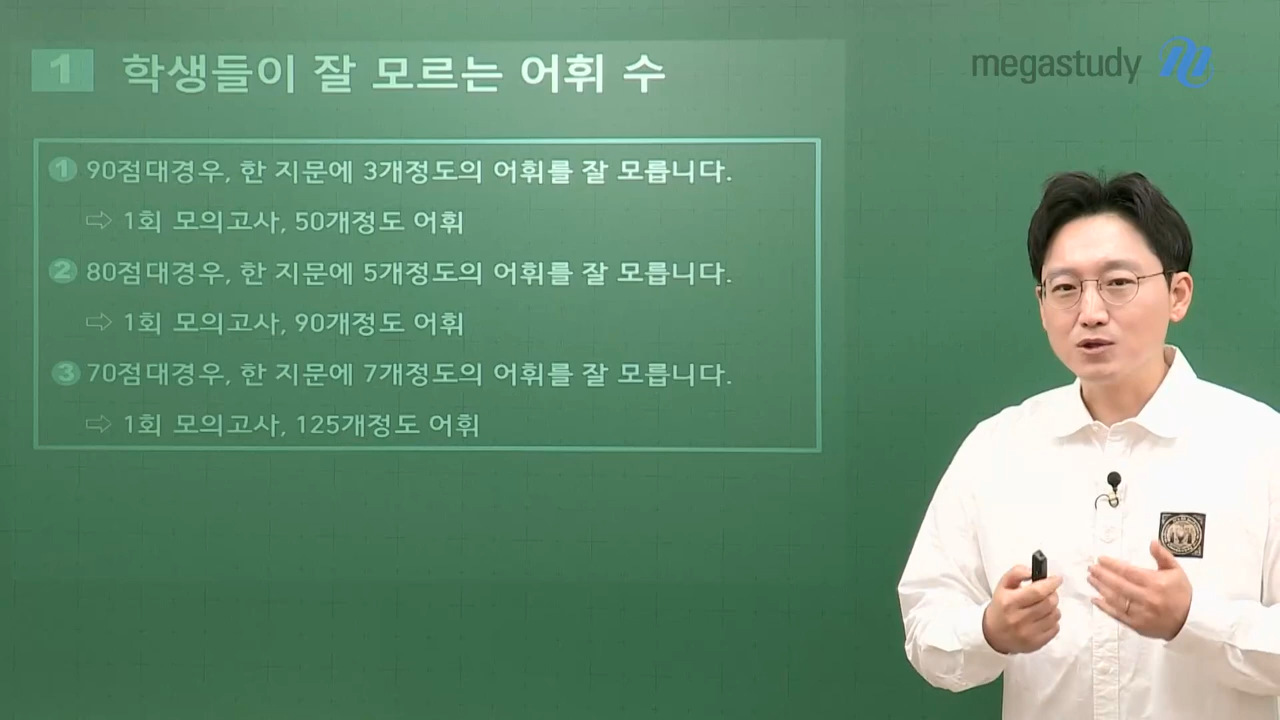 1 학생들이 잘 모르는 어휘 수
megastudy
1 90점대경우, 한 지문에 3개정도의 어휘를 잘 모릅니다.
⇨ 1회 모의고사, 50개정도 어휘
2 80점대경우, 한 지문에 5개정도의 어휘를 잘 모릅니다.
⇨ 1회 모의고사, 90개정도 어휘
3 70점대경우, 한 지문에 7개정도의 어휘를 잘 모릅니다.
⇨ 1회 모의고사, 125개정도 어휘